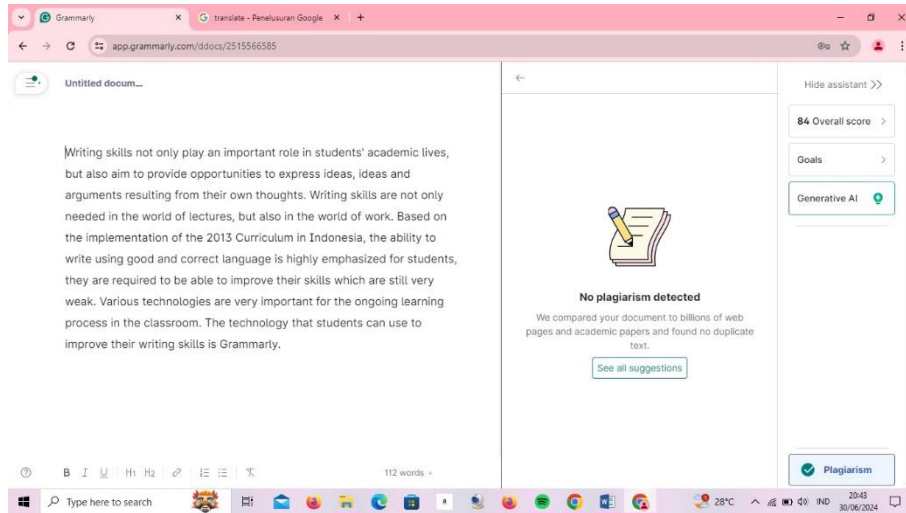 Grammarly
translate - Penelusuran Google
app.grammarly.com/ddocs/2515566585
Untitled docum...
Hide assistant
Writing skills not only play an important role in students' academic lives,
but also aim to provide opportunities to express ideas, ideas and
arguments resulting from their own thoughts. Writing skills are not only
needed in the world of lectures, but also in the world of work. Based on
the implementation of the 2013 Curriculum in Indonesia, the ability to
write using good and correct language is highly emphasized for students,
they are required to be able to improve their skills which are still very
weak. Various technologies are very important for the ongoing learning
process in the classroom. The technology that students can use to
improve their writing skills is Grammarly.
No plagiarism detected
We compared your document to billions of web
pages and academic papers and found no duplicate
text.
See all suggestions
84 Overall score
Goals
Generative AI
Plagiarism
B I U H1 H2
112 words
Type here to search
28°C
IND
20:43
30/06/2024